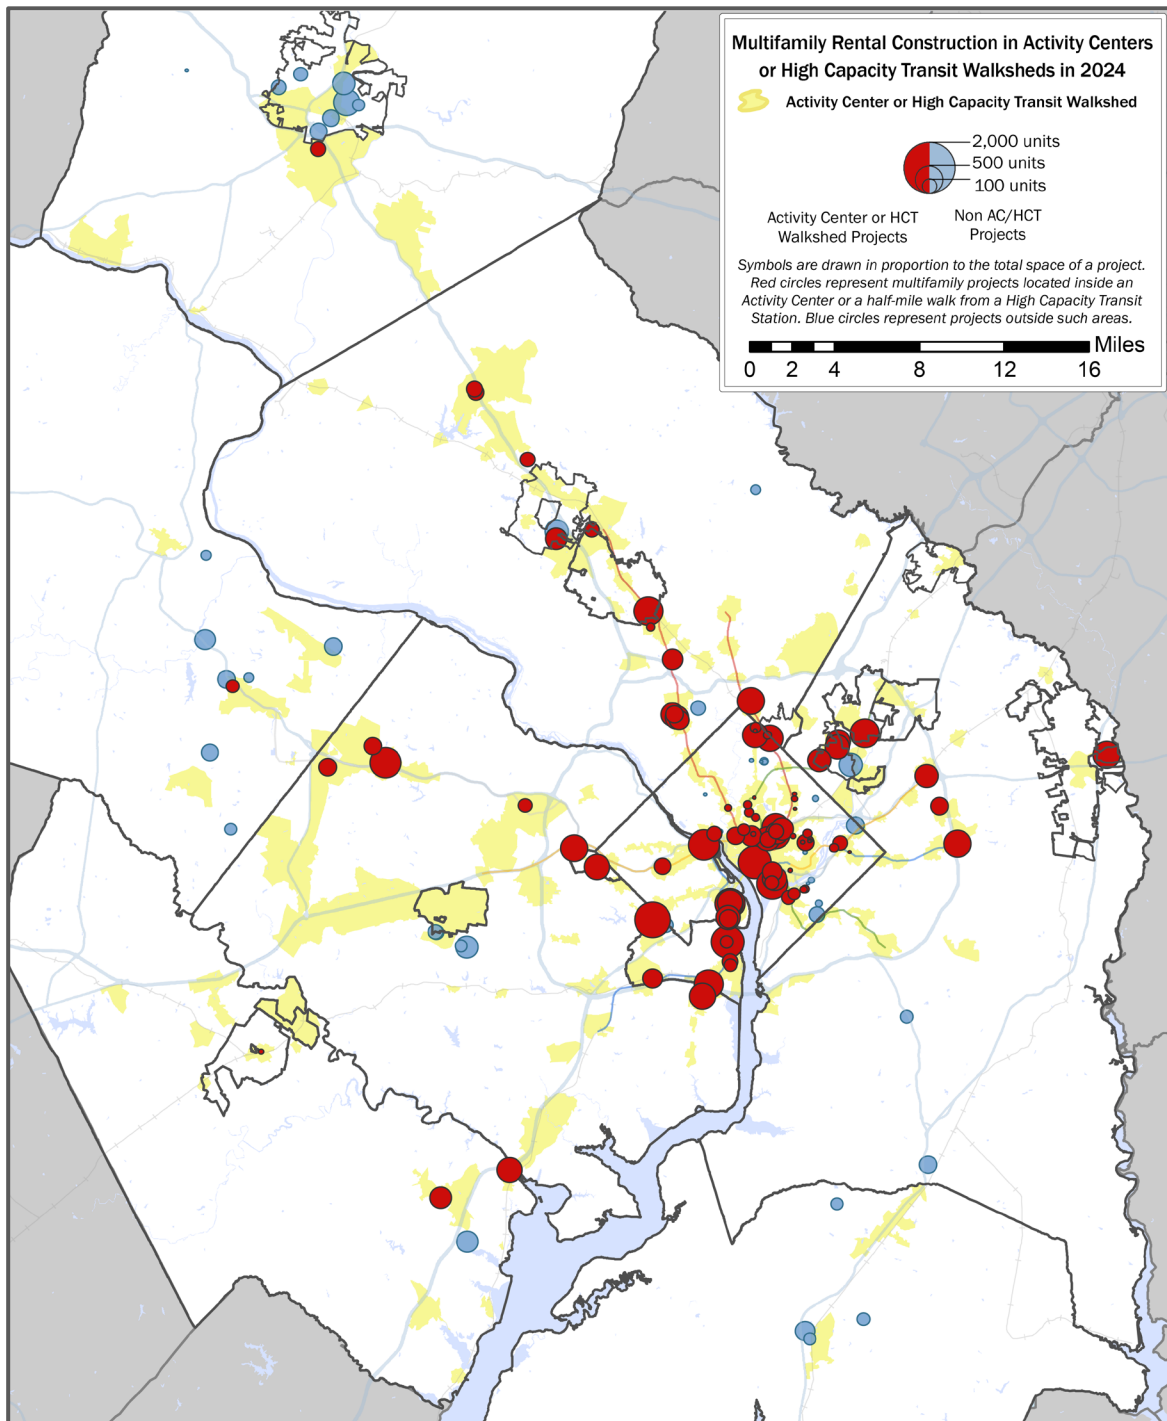 Multifamily Rental Construction in Activity Centers
or High Capacity Transit Walksheds in 2024
Activity Center or High Capacity Transit Walkshed
2,000 units
500 units
100 units
Activity Center or HCT
Walkshed Projects
Non AC/HCT
Projects
Symbols are drawn in proportion to the total space of a project.
Red circles represent multifamily projects located inside an
Activity Center or a half-mile walk from a High Capacity Transit
Station. Blue circles represent projects outside such areas.
Miles
0 2 4 8 12 16